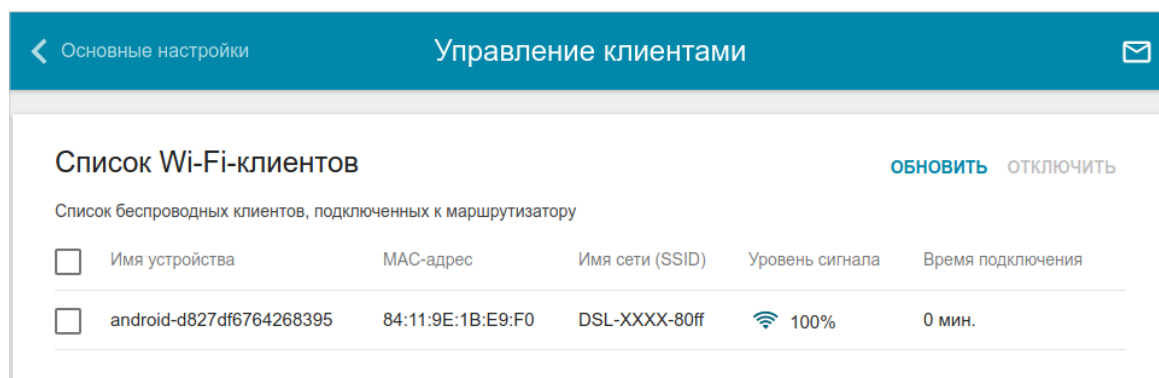 Основные настройки Управление клиентами
Список Wi-Fi-клиентов
ОБНОВИТЬ ОТКЛЮЧИТЬ
Список беспроводных клиентов, подключенных к маршрутизатору
Имя устройства MAC-адрес Имя сети (SSID) Уровень сигнала Время подключения
android-d827df6764268395 84:11:9E:1B:E9:F0 DSL-XXXX-80ff 100% 0 мин.